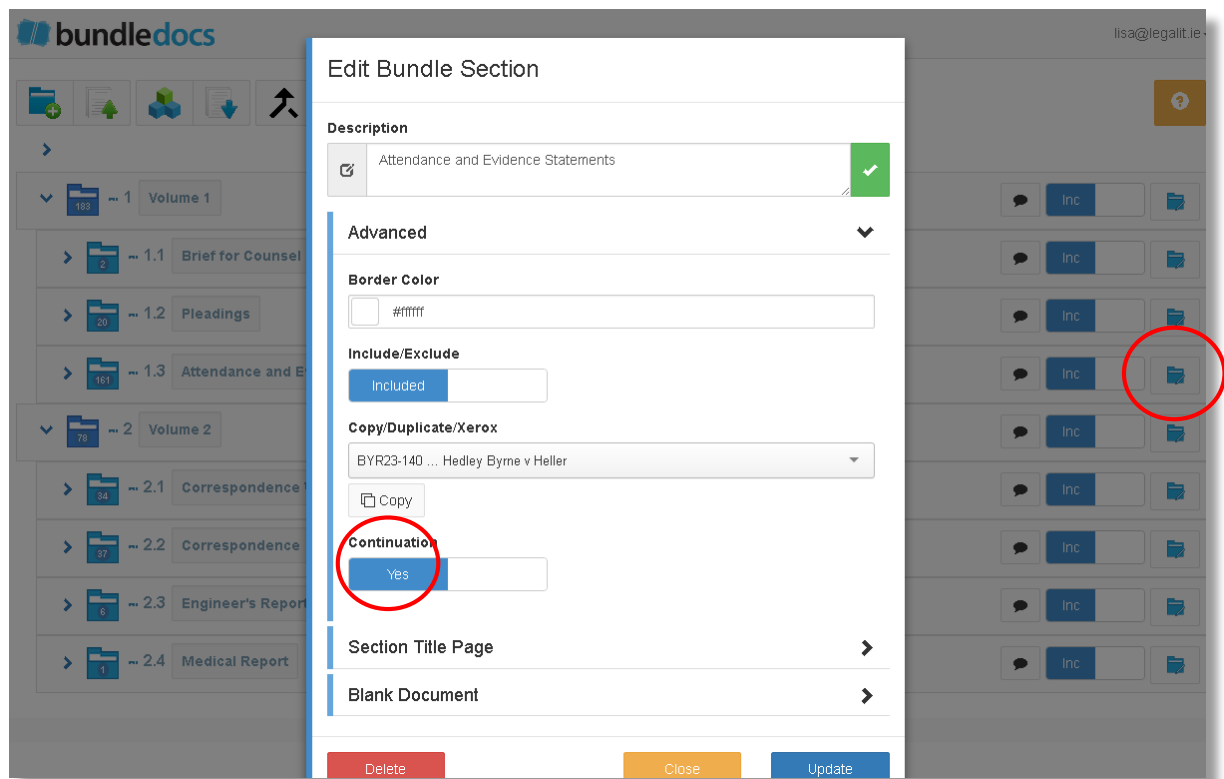 bundledocs
lisa@legalit.ie
Edit Bundle Section
Description
Attendance and Evidence Statements
183 1 Volume 1 Inc
Advanced
2 1.1 Brief for Counsel Inc
Border Color
#ffffff
20 1.2 Pleadings Inc
Include/Exclude
Included
161 1.3 Attendance and E Inc
Copy/Duplicate/Xerox
78 2 Volume 2 Inc
BYR23-140 ... Hedley Byrne v Heller
34 2.1 Correspondence Inc
Copy
Continuation
37 2.2 Correspondence Inc
Yes
6 2.3 Engineer's Report Inc
Section Title Page
1 2.4 Medical Report Inc
Blank Document
Delete Close Update